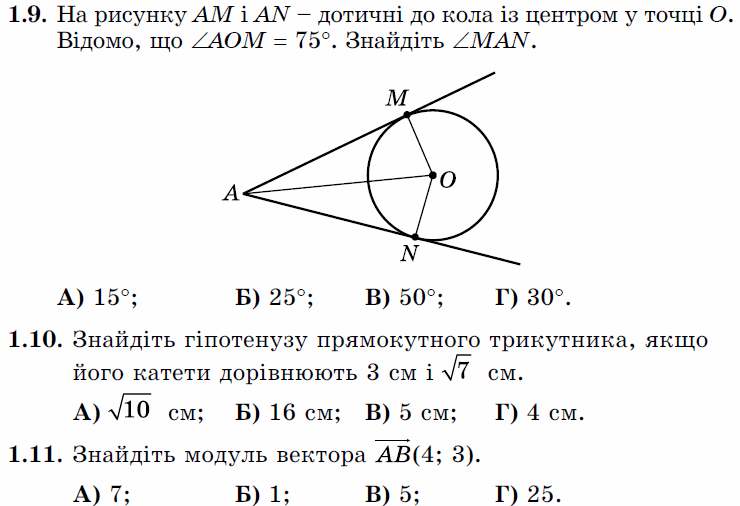 1.9. На рисунку AM і AN – дотичні до кола із центром у точці O.
Відомо, що ∠AOM = 75°. Знайдіть ∠MAN.
M
A
O
N
А) 15°; Б) 25°; В) 50°; Г) 30°.
1.10. Знайдіть гіпотенузу прямокутного трикутника, якщо
його катети дорівнюють 3 см і √7 см.
А) √10 см; Б) 16 см; В) 5 см; Г) 4 см.
1.11. Знайдіть модуль вектора \overrightarrow{AB}(4; 3).
А) 7; Б) 1; В) 5; Г) 25.